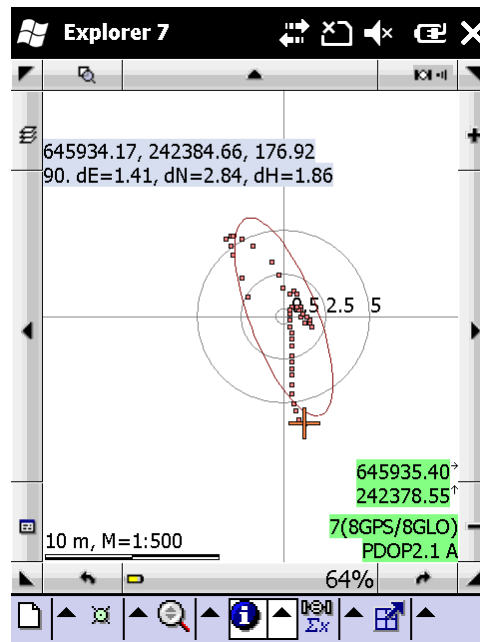 Explorer 7
645934.17, 242384.66, 176.92
90. dE=1.41, dN=2.84, dH=1.86
0.5 2.5 5
645935.40
242378.55
7(8GPS/8GLO)
10 m, M=1:500
PDOP2.1 A
64%
Σx